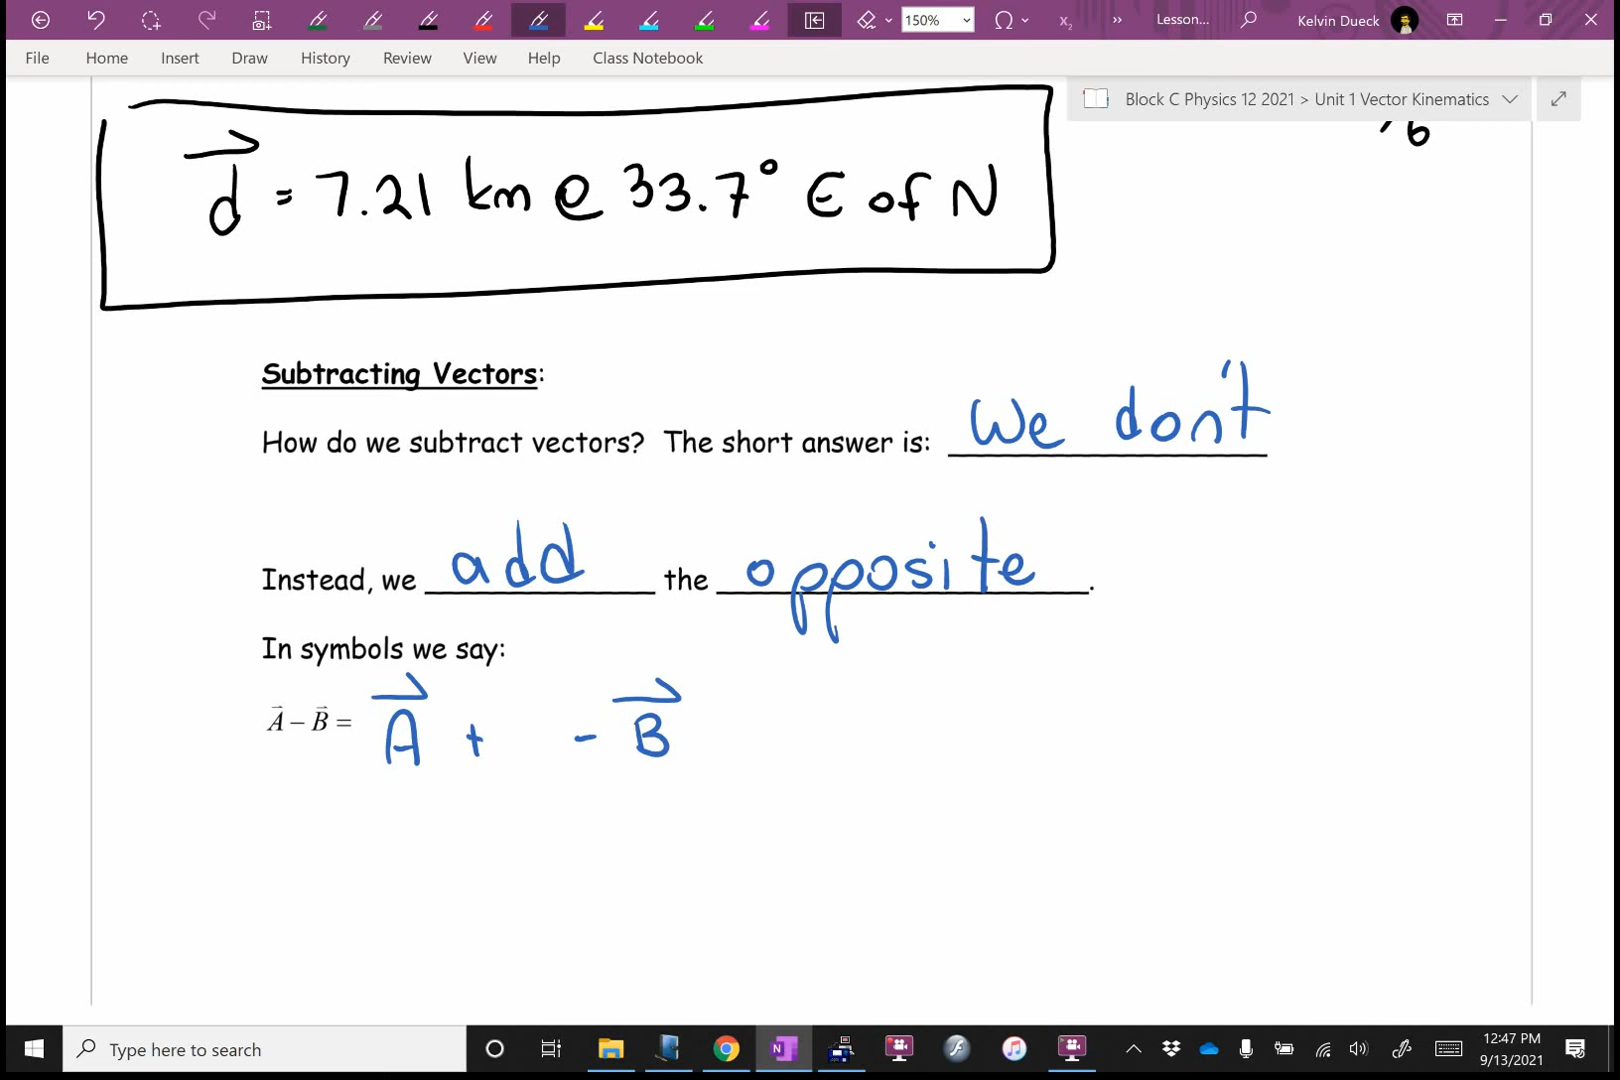 150% Ω x₂ » Lesson... Kelvin Dueck
File Home Insert Draw History Review View Help Class Notebook
Block C Physics 12 2021 > Unit 1 Vector Kinematics
6
d⃗ = 7.21 km @ 33.7° E of N
Subtracting Vectors:
How do we subtract vectors? The short answer is: We don't
Instead, we add the opposite.
In symbols we say:
A⃗ – B⃗ = A⃗ + - B⃗
Type here to search
N
12:47 PM
9/13/2021